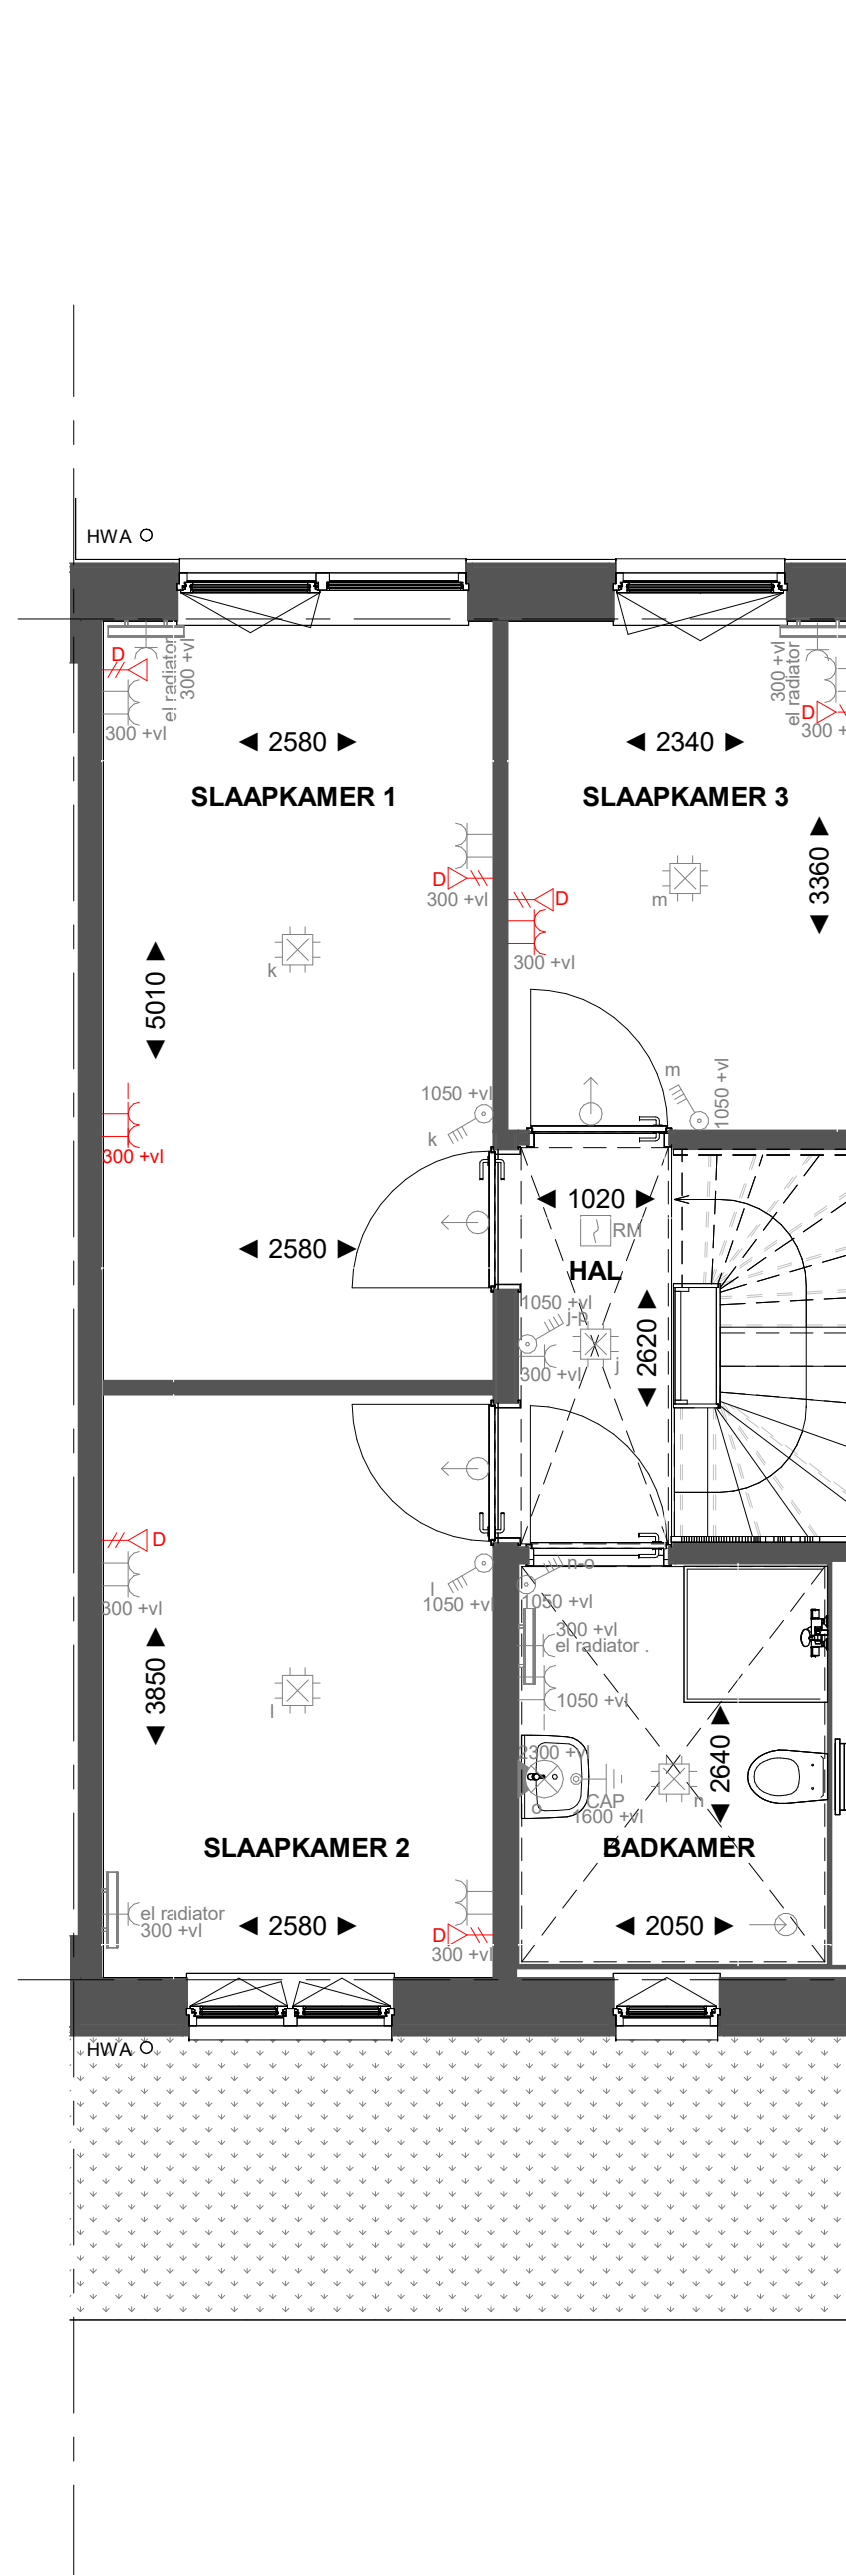 HWA
D
el radiator
300 +vl
300 +vl
◄ 2580 ►
SLAAPKAMER 1
300 +vl
el radiator
D
300 +
◄ 2340 ►
SLAAPKAMER 3
◄ 3360 ►
D
300 +vl
D
300 +vl
m
k
◄ 5010 ►
1050 +vl
k
m
1050 +vl
300 +vl
◄ 2580 ►
◄ 1020 ►
RM
HAL
1050 +vl
j-p
300 +vl
j
◄ 2620 ►
D
300 +vl
l
1050 +vl
n-o
1050 +vl
300 +vl
el radiator .
1050 +vl
◄ 3850 ►
l
2300 +vl
o
CAP
1600 +vl
n
◄ 2640 ►
SLAAPKAMER 2
BADKAMER
el radiator
300 +vl
◄ 2580 ►
D
300 +vl
◄ 2050 ►
HWA